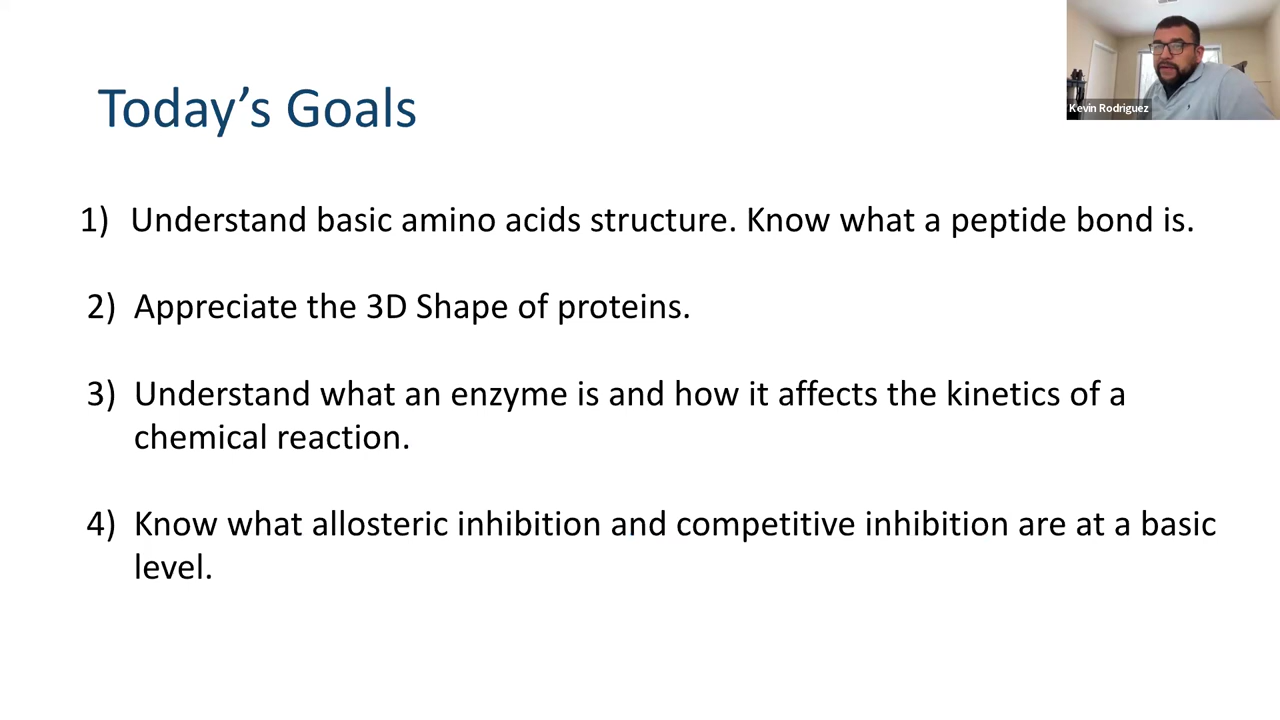 Today's Goals
Kevin Rodriguez
1) Understand basic amino acids structure. Know what a peptide bond is.
2) Appreciate the 3D Shape of proteins.
3) Understand what an enzyme is and how it affects the kinetics of a
chemical reaction.
4) Know what allosteric inhibition and competitive inhibition are at a basic
level.